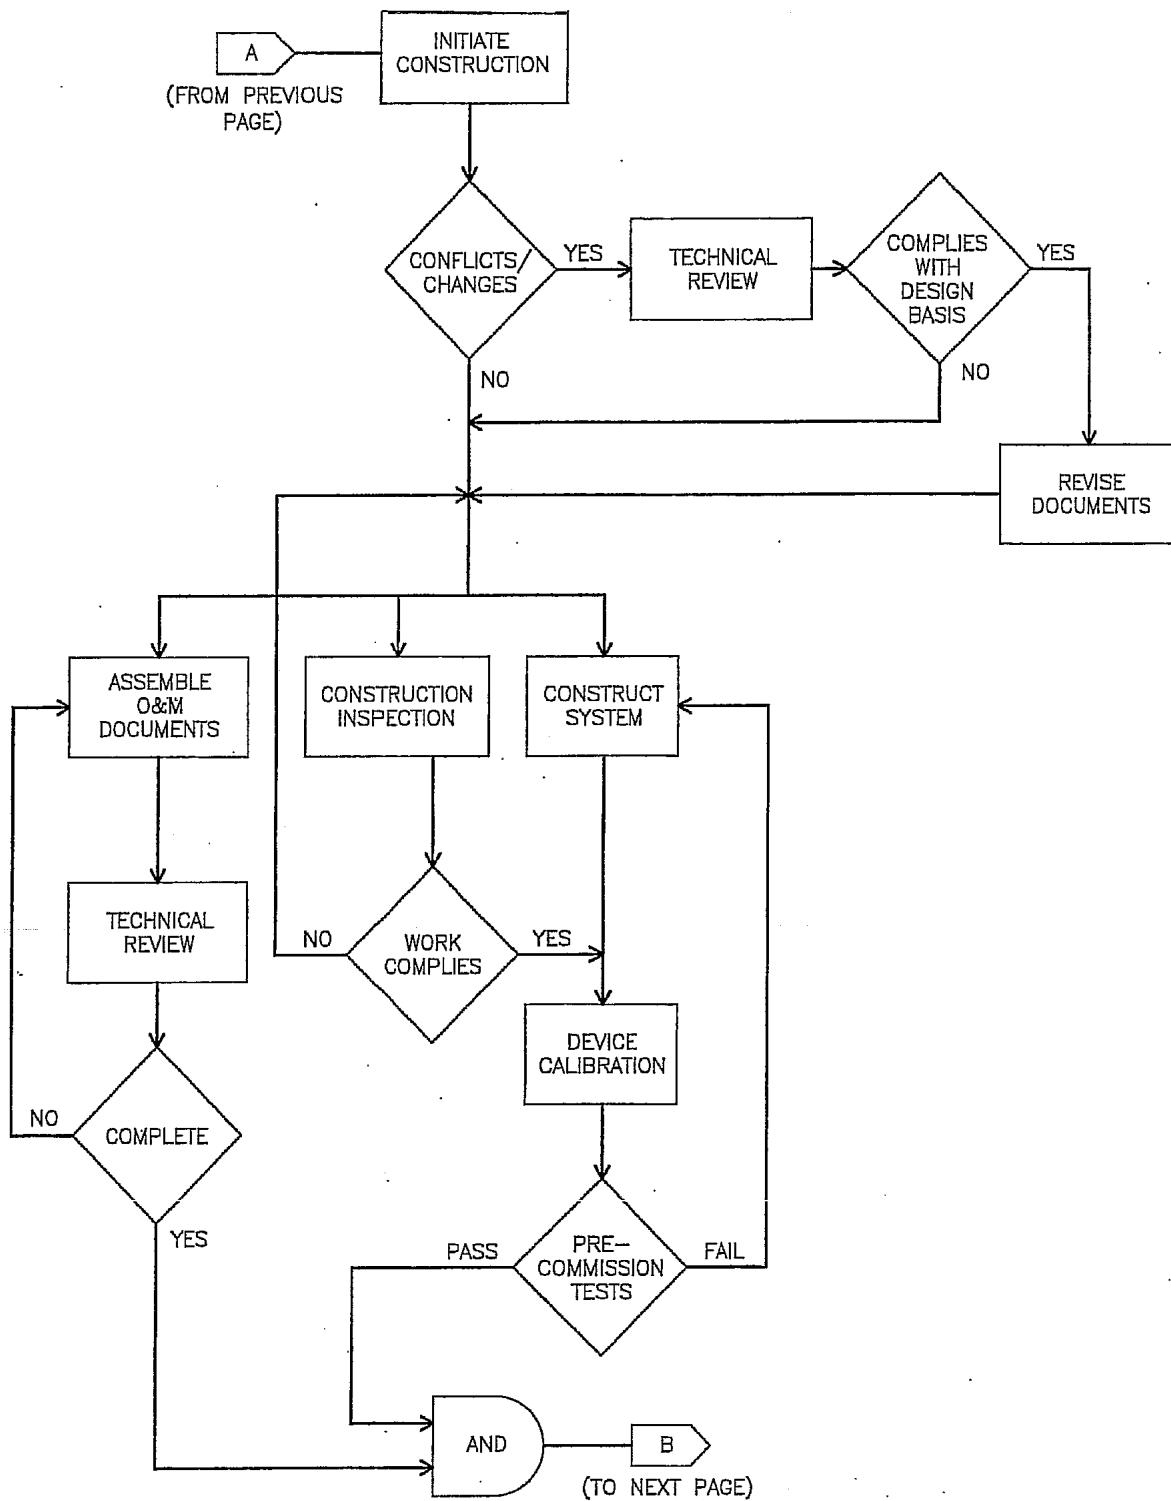 A
(FROM PREVIOUS
PAGE)
INITIATE
CONSTRUCTION
CONFLICTS/
CHANGES
YES
NO
TECHNICAL
REVIEW
COMPLIES
WITH
DESIGN
BASIS
YES
NO
REVISE
DOCUMENTS
ASSEMBLE
O&M
DOCUMENTS
CONSTRUCTION
INSPECTION
CONSTRUCT
SYSTEM
TECHNICAL
REVIEW
NO
WORK
COMPLIES
YES
DEVICE
CALIBRATION
NO
COMPLETE
YES
PASS
PRE-
COMMISSION
TESTS
FAIL
AND
B
(TO NEXT PAGE)